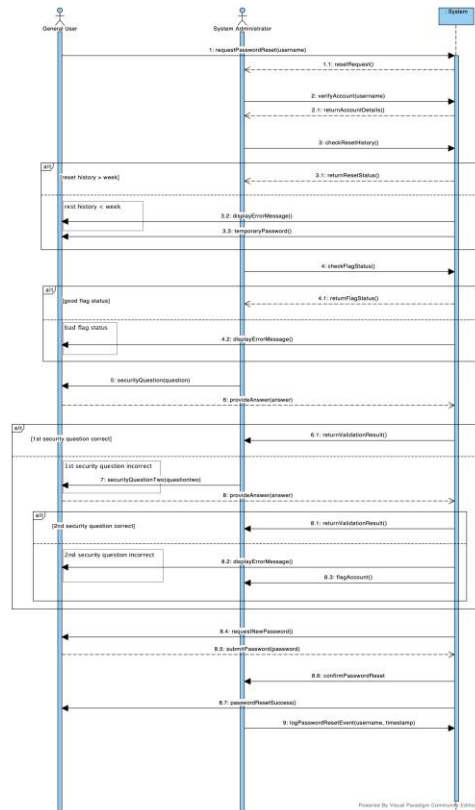 General User
System Administrator
: System
1: requestPasswordReset(username)
1.1: resetRequest()
2: verifyAccount(username)
2.1: returnAccountDetails()
3: checkResetHistory()
alt
[reset history > week]
3.1: returnResetStatus()
rest history < week
3.2: displayErrorMessage()
3.3: temporaryPassword()
4: checkFlagStatus()
alt
[good flag status]
4.1: returnFlagStatus()
bad flag status
4.2: displayErrorMessage()
5: securityQuestion(question)
6: provideAnswer(answer)
alt
[1st security question correct]
6.1: returnValidationResult()
1st security question incorrect
7: securityQuestionTwo(questiontwo)
8: provideAnswer(answer)
alt
[2nd security question correct]
8.1: returnValidationResult()
2nd security question incorrect
8.2: displayErrorMessage()
8.3: flagAccount()
8.4: requestNewPassword()
8.5: submitPassword(password)
8.6: confirmPasswordReset
8.7: passwordResetSuccess()
9: logPasswordResetEvent(username, timestamp)
Powered By Visual Paradigm Community Edition